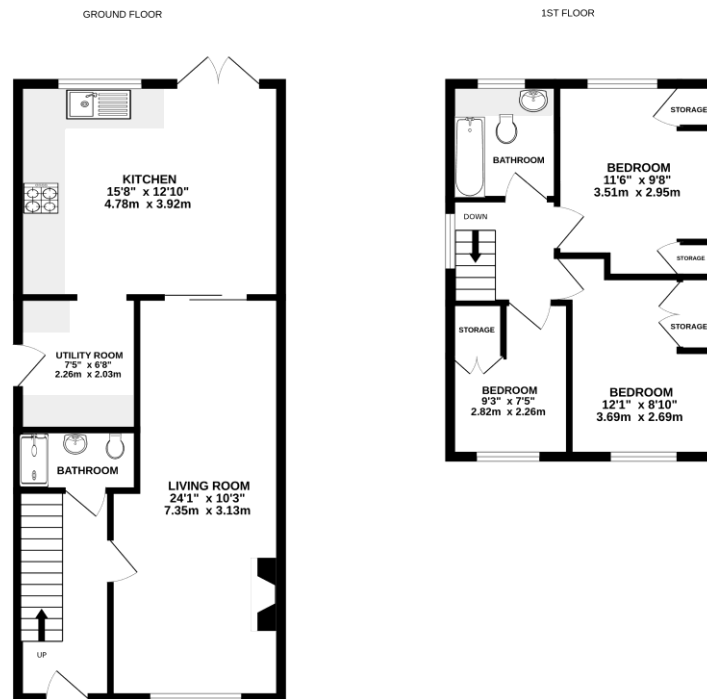 GROUND FLOOR
KITCHEN
15'8" x 12'10"
4.78m x 3.92m
UTILITY ROOM
7'5" x 6'8"
2.26m x 2.03m
BATHROOM
LIVING ROOM
24'1" x 10'3"
7.35m x 3.13m
UP
1ST FLOOR
STORAGE
BATHROOM
BEDROOM
11'6" x 9'8"
3.51m x 2.95m
DOWN
STORAGE
STORAGE
STORAGE
BEDROOM
9'3" x 7'5"
2.82m x 2.26m
BEDROOM
12'1" x 8'10"
3.69m x 2.69m